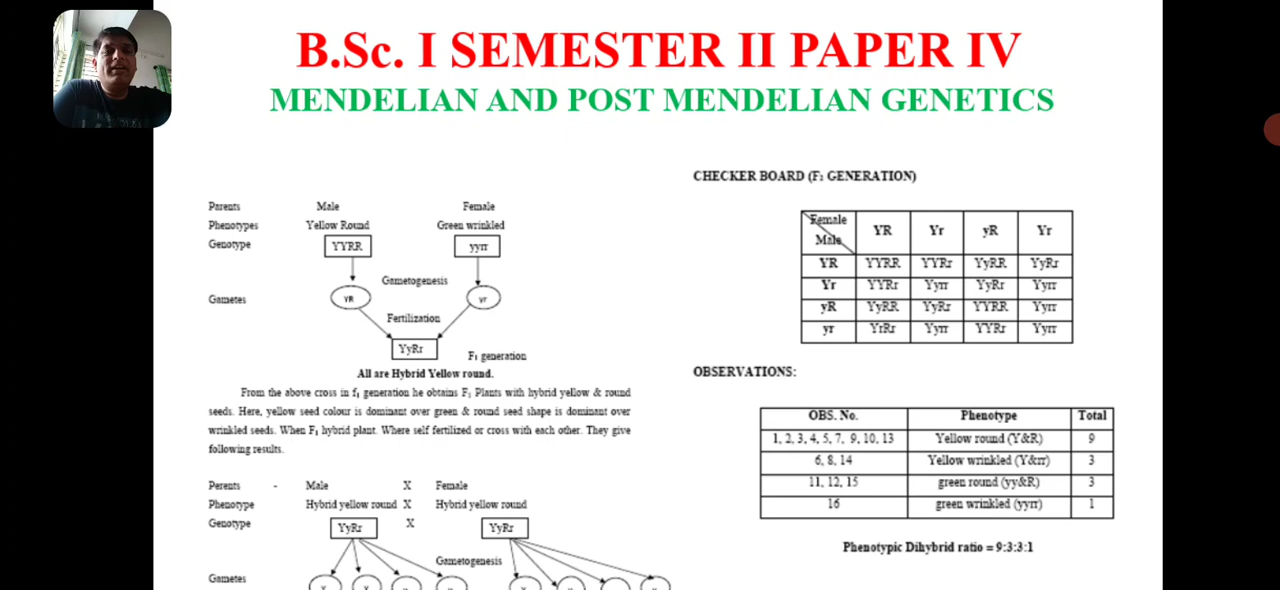 B.Sc. I SEMESTER II PAPER IV
MENDELIAN AND POST MENDELIAN GENETICS
Parents Male Female
Phenotypes Yellow Round Green wrinkled
Genotype YYRR yyrr
Gametogenesis
Gametes YR yr
Fertilization
YyRr F₁ generation
All are Hybrid Yellow round.
From the above cross in f₁ generation he obtains F₁ Plants with hybrid yellow & round
seeds. Here, yellow seed colour is dominant over green & round seed shape is dominant over
wrinkled seeds. When F₁ hybrid plant. Where self fertilized or cross with each other. They give
following results.
Perents - Male X Female
Phenotype Hybrid yellow round X Hybrid yellow round
Genotype YyRr X YyRr
Gametogenesis
Gametes
CHECKER BOARD (F₂ GENERATION)
Female
Male YR Yr yR Yr
YR YYRR YYRr YyRR YyRr
Yr YYRr Yyrr YyRr Yyrr
yR YyRR YyRr YYRR Yyrr
yr YrRr Yyrr YYRr Yyrr
OBSERVATIONS:
OBS. No. Phenotype Total
1, 2, 3, 4, 5, 7, 9, 10, 13 Yellow round (Y&R) 9
6, 8, 14 Yellow wrinkled (Y&rr) 3
11, 12, 15 green round (yy&R) 3
16 green wrinkled (yyrr) 1
Phenotypic Dihybrid ratio = 9:3:3:1